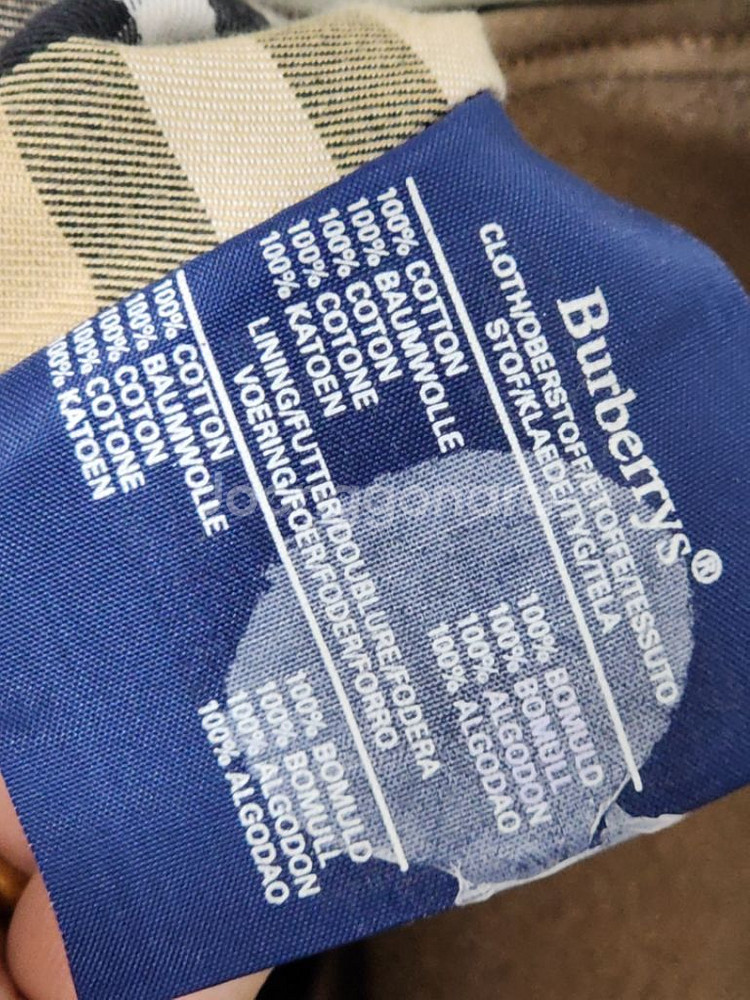 Burberrys®
CLOTH/OBERSTOFF/ETOFFE/TESSUTO
STOF/KLAEDE/TYG/TELA
100% COTTON
100% BAUMWOLLE
100% COTON
100% COTONE
100% KATOEN
100% BOMULD
100% BOMULL
100% ALGODON
100% ALGODAO
LINING/FUTTER/DOUBLURE/FODERA
VOERING/FOER/FODER/FORRO
100% COTTON
100% BAUMWOLLE
100% COTON
100% COTONE
100% KATOEN
100% BOMULD
100% BOMULL
100% ALGODON
100% ALGODAO